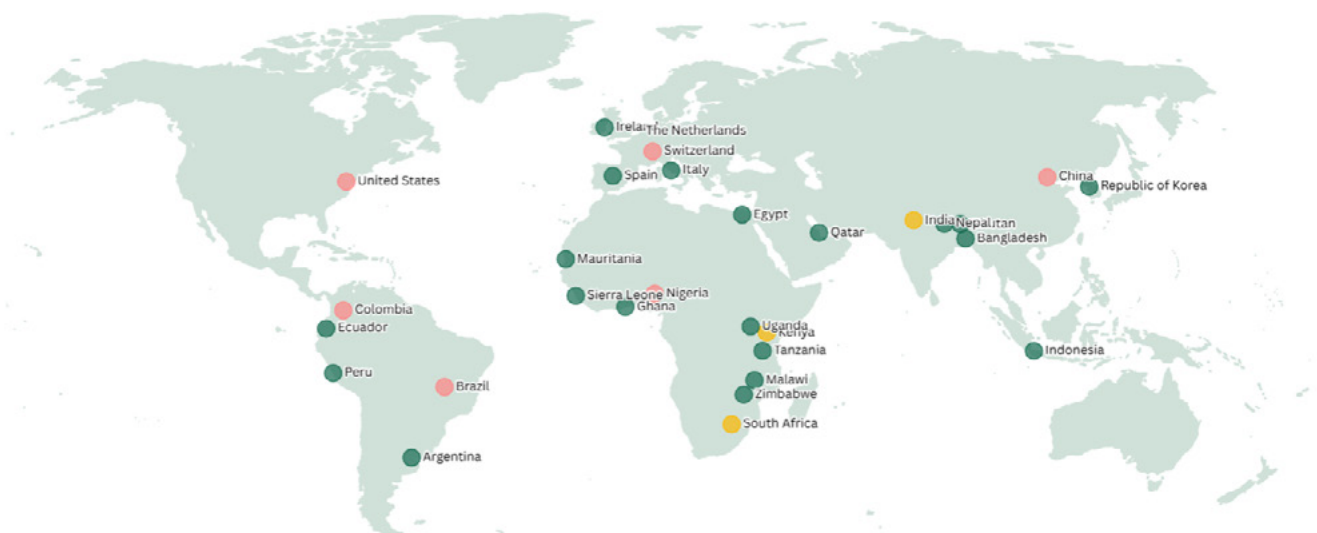 Ireland
The Netherlands
Switzerland
Italy
Spain
United States
China
Republic of Korea
Egypt
India
Nepal
Qatar
Bangladesh
Mauritania
Sierra Leone
Nigeria
Ghana
Colombia
Ecuador
Uganda
Kenya
Tanzania
Indonesia
Peru
Malawi
Brazil
Zimbabwe
South Africa
Argentina